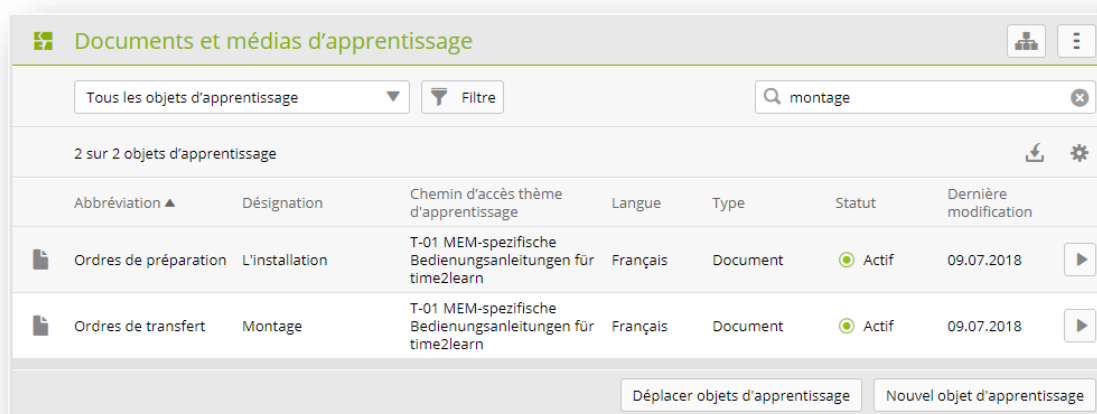 Documents et médias d’apprentissage
Tous les objets d’apprentissage
Filtre
montage
2 sur 2 objets d’apprentissage
Abbréviation ▲ Désignation Chemin d'accès thème d'apprentissage Langue Type Statut Dernière modification
Ordres de préparation L'installation T-01 MEM-spezifische Bedienungsanleitungen für time2learn Français Document Actif 09.07.2018
Ordres de transfert Montage T-01 MEM-spezifische Bedienungsanleitungen für time2learn Français Document Actif 09.07.2018
Déplacer objets d'apprentissage Nouvel objet d'apprentissage